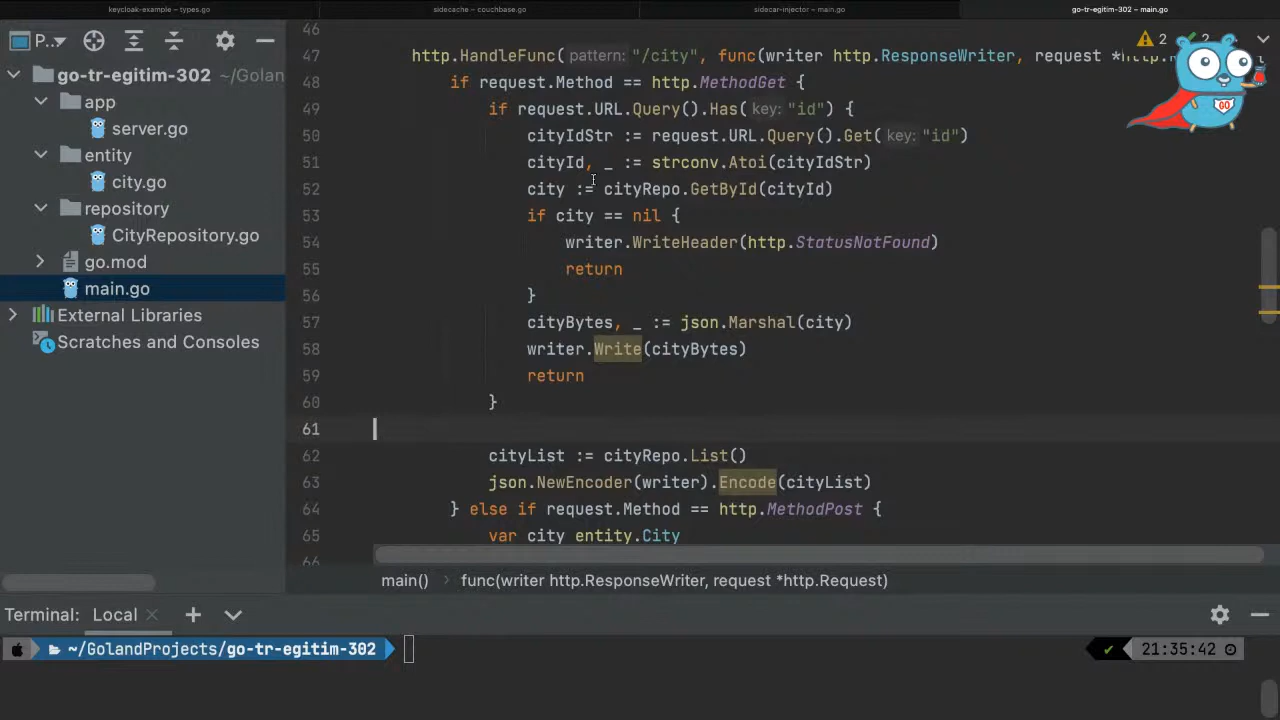 keycloak-example – types.go
sidecache – couchbase.go
sidecar-injector – main.go
go-tr-egitim-302 – main.go
P...
go-tr-egitim-302 ~/Goland
app
server.go
entity
city.go
repository
CityRepository.go
go.mod
main.go
External Libraries
Scratches and Consoles
2
46
47 http.HandleFunc( pattern: "/city", func(writer http.ResponseWriter, request *
48 if request.Method == http.MethodGet {
49 if request.URL.Query().Has( key: "id") {
50 cityIdStr := request.URL.Query().Get( key: "id")
51 cityId, _ := strconv.Atoi(cityIdStr)
52 city := cityRepo.GetById(cityId)
53 if city == nil {
54 writer.WriteHeader(http.StatusNotFound)
55 return
56 }
57 cityBytes, _ := json.Marshal(city)
58 writer.Write(cityBytes)
59 return
60 }
61
62 cityList := cityRepo.List()
63 json.NewEncoder(writer).Encode(cityList)
64 } else if request.Method == http.MethodPost {
65 var city entity.City
66
GO
main() › func(writer http.ResponseWriter, request *http.Request)
Terminal: Local
~/GolandProjects/go-tr-egitim-302
21:35:42